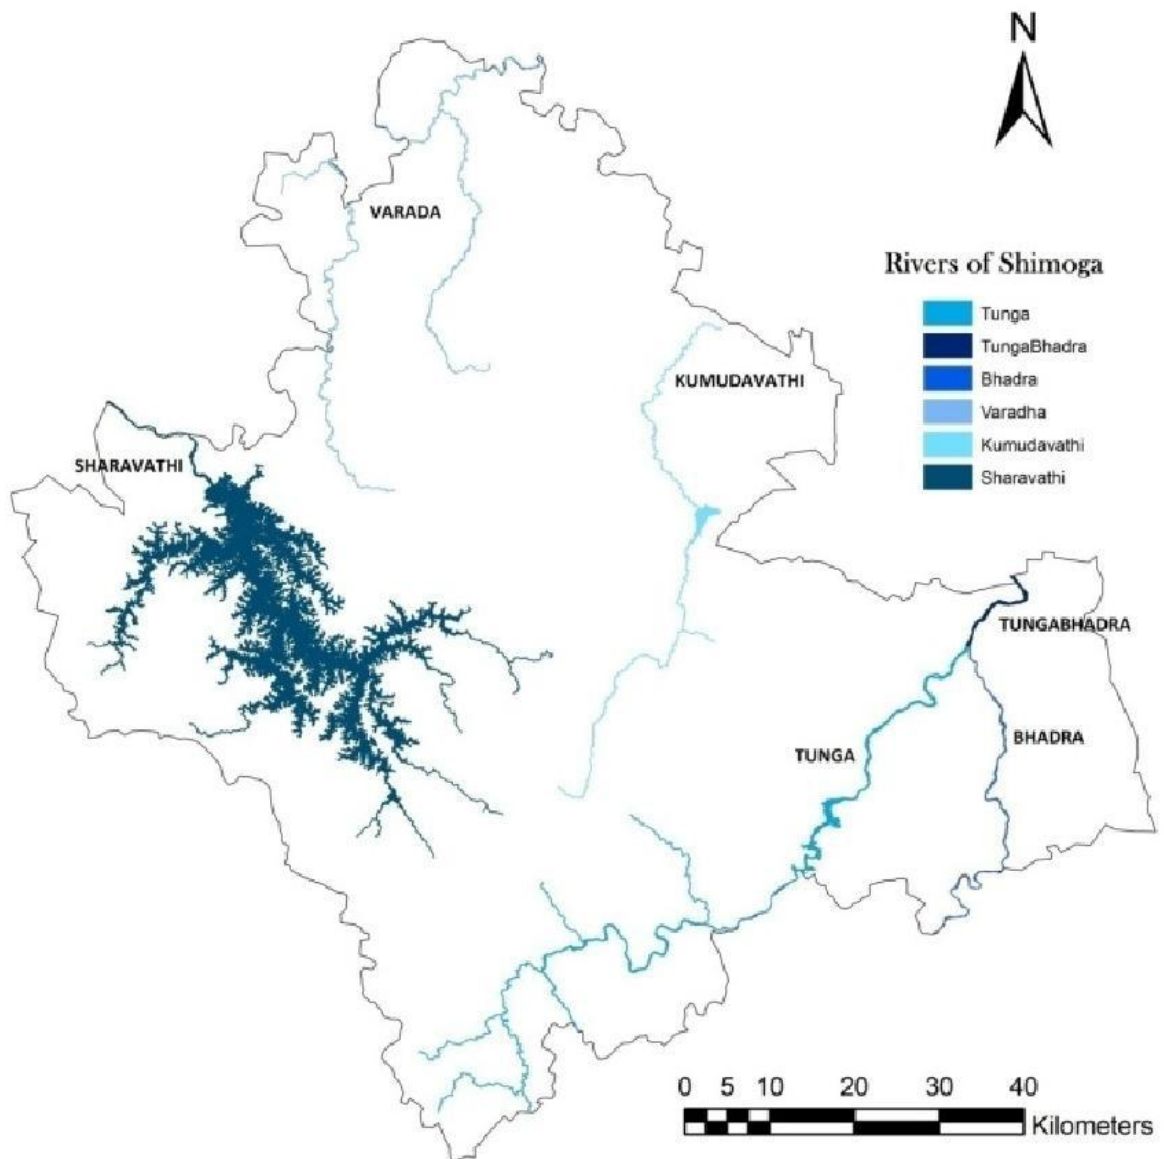 N
VARADA
Rivers of Shimoga
Tunga
TungaBhadra
Bhadra
Varadha
Kumudavathi
Sharavathi
KUMUDAVATHI
SHARAVATHI
TUNGABHADRA
BHADRA
TUNGA
0 5 10 20 30 40
Kilometers